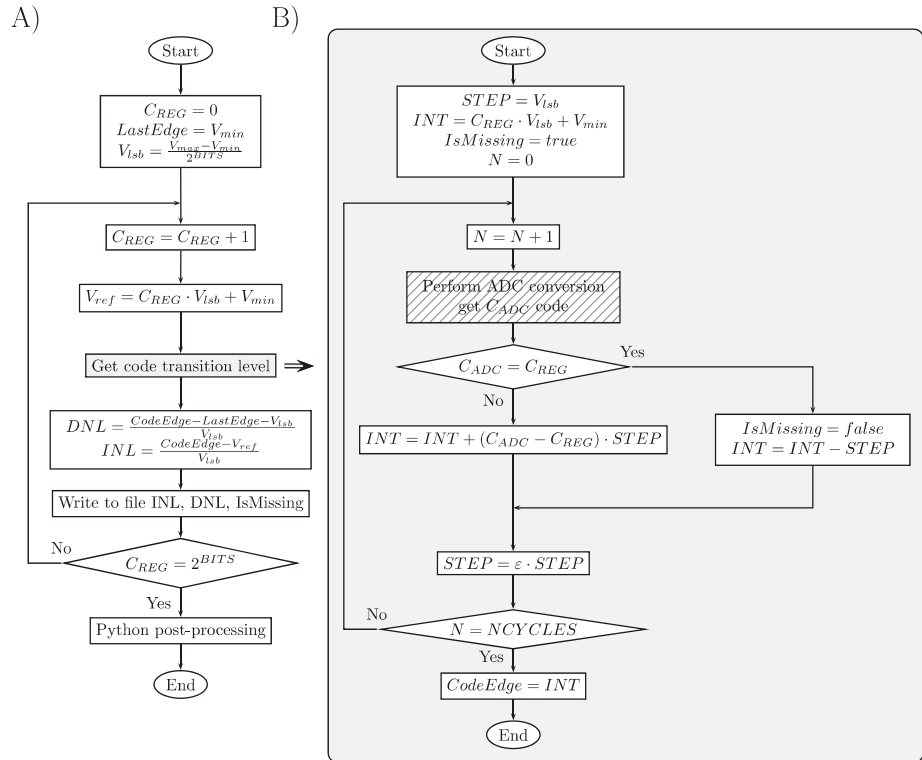 A)
Start
C_REG = 0
LastEdge = V_min
V_lsb = (V_max−V_min)/2^BITS
C_REG = C_REG + 1
V_ref = C_REG · V_lsb + V_min
Get code transition level
DNL = (CodeEdge−LastEdge−V_lsb)/V_lsb
INL = (CodeEdge−V_ref)/V_lsb
Write to file INL, DNL, IsMissing
No
C_REG = 2^BITS
Yes
Python post-processing
End
B)
Start
STEP = V_lsb
INT = C_REG · V_lsb + V_min
IsMissing = true
N = 0
N = N + 1
Perform ADC conversion
get C_ADC code
Yes
C_ADC = C_REG
No
INT = INT + (C_ADC − C_REG) · STEP
IsMissing = false
INT = INT − STEP
STEP = ε · STEP
No
N = NCYCLES
Yes
CodeEdge = INT
End